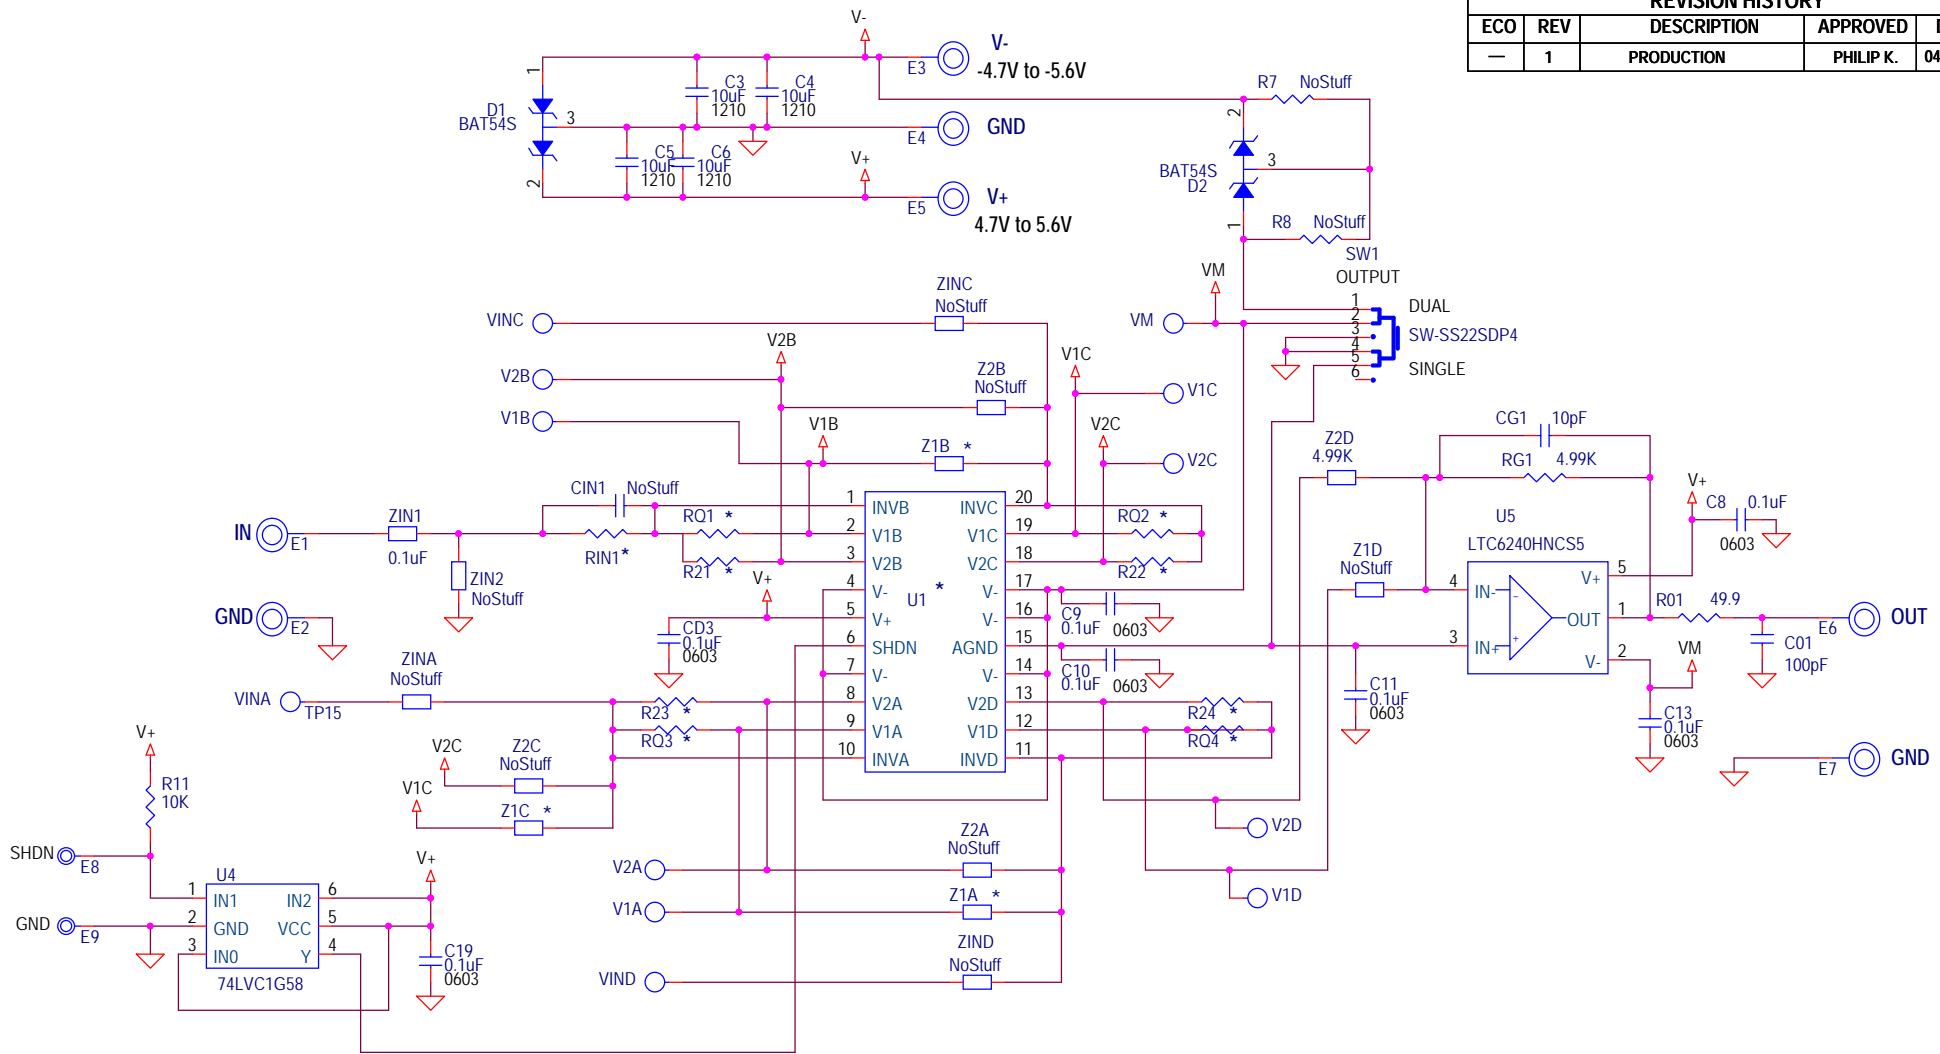 REVISION HISTORY
ECO REV DESCRIPTION APPROVED
— 1 PRODUCTION PHILIP K. 04
V-
E3
V-
-4.7V to -5.6V
1
D1
BAT54S
3
2
C3
10uF
1210
C4
10uF
1210
E4
GND
C5
10uF
1210
C6
10uF
1210
V+
E5
V+
4.7V to 5.6V
R7 NoStuff
2
BAT54S
D2
3
1
R8 NoStuff
SW1
OUTPUT
VM
VM
1
2
3
4
5
6
DUAL
SW-SS22SDP4
SINGLE
VINC
ZINC
NoStuff
V2B
V2B
Z2B
NoStuff
V1B
V1B
Z1B *
V1C
V1C
V2C
V2C
CIN1 NoStuff
IN
E1
ZIN1
0.1uF
RIN1*
RQ1 *
R21 *
ZIN2
NoStuff
GND
E2
V+
CD3
0.1uF
0603
U1 *
1 INVB
2 V1B
3 V2B
4 V-
5 V+
6 SHDN
7 V-
8 V2A
9 V1A
10 INVA
INVC 20
V1C 19
V2C 18
V- 17
V- 16
AGND 15
V- 14
V2D 13
V1D 12
INVD 11
RQ2 *
R22 *
C9
0.1uF
0603
C10
0.1uF
0603
R24 *
RQ4 *
C11
0.1uF
0603
VINA
TP15
ZINA
NoStuff
R23 *
RQ3 *
V2C
Z2C
NoStuff
V1C
Z1C *
V2D
V1D
V2A
Z2A
NoStuff
V1A
Z1A *
VIND
ZIND
NoStuff
Z2D
4.99K
Z1D
NoStuff
CG1 10pF
RG1 4.99K
U5
LTC6240HNCS5
4 IN-
3 IN+
-
+
V+ 5
OUT 1
V- 2
V+
C8 0.1uF
0603
R01 49.9
E6
OUT
C01
100pF
VM
C13
0.1uF
0603
E7
GND
V+
R11
10K
SHDN
E8
GND
E9
U4
1 IN1
2 GND
3 IN0
IN2 6
VCC 5
Y 4
74LVC1G58
V+
C19
0.1uF
0603